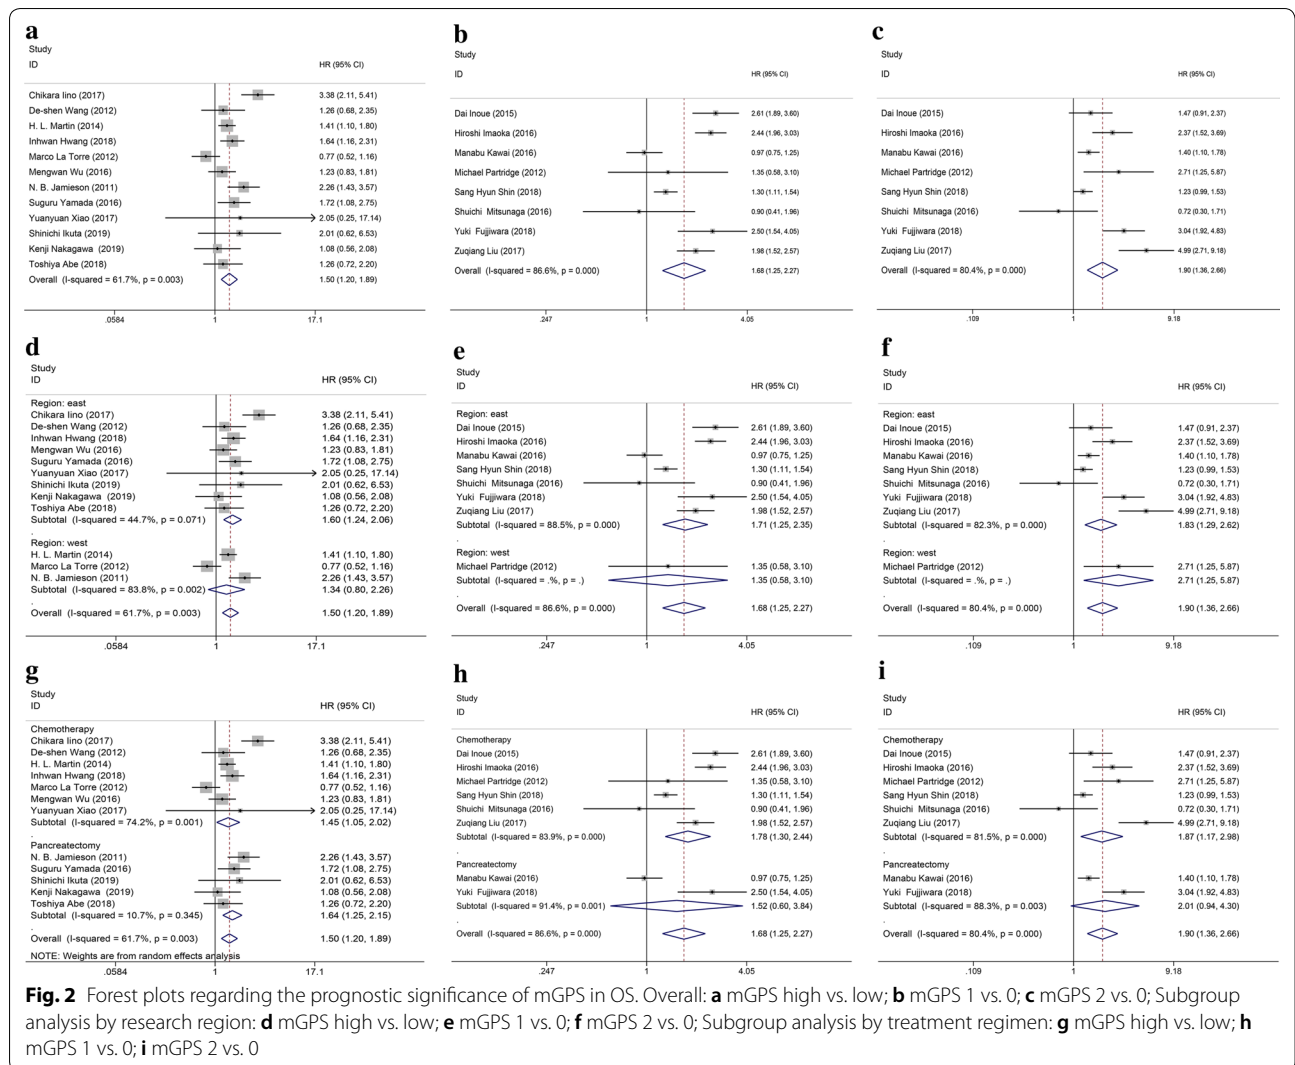 a
Study
ID HR (95% CI)
Chikara Iino (2017) 3.38 (2.11, 5.41)
De-shen Wang (2012) 1.26 (0.68, 2.35)
H. L. Martin (2014) 1.41 (1.10, 1.80)
Inhwan Hwang (2018) 1.64 (1.16, 2.31)
Marco La Torre (2012) 0.77 (0.52, 1.16)
Mengwan Wu (2016) 1.23 (0.83, 1.81)
N. B. Jamieson (2011) 2.26 (1.43, 3.57)
Suguru Yamada (2016) 1.72 (1.08, 2.75)
Yuanyuan Xiao (2017) 2.05 (0.25, 17.14)
Shinichi Ikuta (2019) 2.01 (0.62, 6.53)
Kenji Nakagawa (2019) 1.08 (0.56, 2.08)
Toshiya Abe (2018) 1.26 (0.72, 2.20)
Overall (I-squared = 61.7%, p = 0.003) 1.50 (1.20, 1.89)
.0584 1 17.1
b
Study
ID HR (95% CI)
Dai Inoue (2015) 2.61 (1.89, 3.60)
Hiroshi Imaoka (2016) 2.44 (1.96, 3.03)
Manabu Kawai (2016) 0.97 (0.75, 1.25)
Michael Partridge (2012) 1.35 (0.58, 3.10)
Sang Hyun Shin (2018) 1.30 (1.11, 1.54)
Shuichi Mitsunaga (2016) 0.90 (0.41, 1.96)
Yuki Fujjiwara (2018) 2.50 (1.54, 4.05)
Zuqiang Liu (2017) 1.98 (1.52, 2.57)
Overall (I-squared = 86.6%, p = 0.000) 1.68 (1.25, 2.27)
.247 1 4.05
c
Study
ID HR (95% CI)
Dai Inoue (2015) 1.47 (0.91, 2.37)
Hiroshi Imaoka (2016) 2.37 (1.52, 3.69)
Manabu Kawai (2016) 1.40 (1.10, 1.78)
Michael Partridge (2012) 2.71 (1.25, 5.87)
Sang Hyun Shin (2018) 1.23 (0.99, 1.53)
Shuichi Mitsunaga (2016) 0.72 (0.30, 1.71)
Yuki Fujjiwara (2018) 3.04 (1.92, 4.83)
Zuqiang Liu (2017) 4.99 (2.71, 9.18)
Overall (I-squared = 80.4%, p = 0.000) 1.90 (1.36, 2.66)
.109 1 9.18
d
Study
ID HR (95% CI)
Region: east
Chikara Iino (2017) 3.38 (2.11, 5.41)
De-shen Wang (2012) 1.26 (0.68, 2.35)
Inhwan Hwang (2018) 1.64 (1.16, 2.31)
Mengwan Wu (2016) 1.23 (0.83, 1.81)
Suguru Yamada (2016) 1.72 (1.08, 2.75)
Yuanyuan Xiao (2017) 2.05 (0.25, 17.14)
Shinichi Ikuta (2019) 2.01 (0.62, 6.53)
Kenji Nakagawa (2019) 1.08 (0.56, 2.08)
Toshiya Abe (2018) 1.26 (0.72, 2.20)
Subtotal (I-squared = 44.7%, p = 0.071) 1.60 (1.24, 2.06)
.
Region: west
H. L. Martin (2014) 1.41 (1.10, 1.80)
Marco La Torre (2012) 0.77 (0.52, 1.16)
N. B. Jamieson (2011) 2.26 (1.43, 3.57)
Subtotal (I-squared = 83.8%, p = 0.002) 1.34 (0.80, 2.26)
.
Overall (I-squared = 61.7%, p = 0.003) 1.50 (1.20, 1.89)
.0584 1 17.1
e
Study
ID HR (95% CI)
Region: east
Dai Inoue (2015) 2.61 (1.89, 3.60)
Hiroshi Imaoka (2016) 2.44 (1.96, 3.03)
Manabu Kawai (2016) 0.97 (0.75, 1.25)
Sang Hyun Shin (2018) 1.30 (1.11, 1.54)
Shuichi Mitsunaga (2016) 0.90 (0.41, 1.96)
Yuki Fujjiwara (2018) 2.50 (1.54, 4.05)
Zuqiang Liu (2017) 1.98 (1.52, 2.57)
Subtotal (I-squared = 88.5%, p = 0.000) 1.71 (1.25, 2.35)
.
Region: west
Michael Partridge (2012) 1.35 (0.58, 3.10)
Subtotal (I-squared = .%, p = .) 1.35 (0.58, 3.10)
.
Overall (I-squared = 86.6%, p = 0.000) 1.68 (1.25, 2.27)
.247 1 4.05
f
Study
ID HR (95% CI)
Region: east
Dai Inoue (2015) 1.47 (0.91, 2.37)
Hiroshi Imaoka (2016) 2.37 (1.52, 3.69)
Manabu Kawai (2016) 1.40 (1.10, 1.78)
Sang Hyun Shin (2018) 1.23 (0.99, 1.53)
Shuichi Mitsunaga (2016) 0.72 (0.30, 1.71)
Yuki Fujjiwara (2018) 3.04 (1.92, 4.83)
Zuqiang Liu (2017) 4.99 (2.71, 9.18)
Subtotal (I-squared = 82.3%, p = 0.000) 1.83 (1.29, 2.62)
.
Region: west
Michael Partridge (2012) 2.71 (1.25, 5.87)
Subtotal (I-squared = .%, p = .) 2.71 (1.25, 5.87)
.
Overall (I-squared = 80.4%, p = 0.000) 1.90 (1.36, 2.66)
.109 1 9.18
g
Study
ID HR (95% CI)
Chemotherapy
Chikara Iino (2017) 3.38 (2.11, 5.41)
De-shen Wang (2012) 1.26 (0.68, 2.35)
H. L. Martin (2014) 1.41 (1.10, 1.80)
Inhwan Hwang (2018) 1.64 (1.16, 2.31)
Marco La Torre (2012) 0.77 (0.52, 1.16)
Mengwan Wu (2016) 1.23 (0.83, 1.81)
Yuanyuan Xiao (2017) 2.05 (0.25, 17.14)
Subtotal (I-squared = 74.2%, p = 0.001) 1.45 (1.05, 2.02)
.
Pancreatectomy
N. B. Jamieson (2011) 2.26 (1.43, 3.57)
Suguru Yamada (2016) 1.72 (1.08, 2.75)
Shinichi Ikuta (2019) 2.01 (0.62, 6.53)
Kenji Nakagawa (2019) 1.08 (0.56, 2.08)
Toshiya Abe (2018) 1.26 (0.72, 2.20)
Subtotal (I-squared = 10.7%, p = 0.345) 1.64 (1.25, 2.15)
.
Overall (I-squared = 61.7%, p = 0.003) 1.50 (1.20, 1.89)
NOTE: Weights are from random effects analysis
.0584 1 17.1
h
Study
ID HR (95% CI)
Chemotherapy
Dai Inoue (2015) 2.61 (1.89, 3.60)
Hiroshi Imaoka (2016) 2.44 (1.96, 3.03)
Michael Partridge (2012) 1.35 (0.58, 3.10)
Sang Hyun Shin (2018) 1.30 (1.11, 1.54)
Shuichi Mitsunaga (2016) 0.90 (0.41, 1.96)
Zuqiang Liu (2017) 1.98 (1.52, 2.57)
Subtotal (I-squared = 83.9%, p = 0.000) 1.78 (1.30, 2.44)
.
Pancreatectomy
Manabu Kawai (2016) 0.97 (0.75, 1.25)
Yuki Fujjiwara (2018) 2.50 (1.54, 4.05)
Subtotal (I-squared = 91.4%, p = 0.001) 1.52 (0.60, 3.84)
.
Overall (I-squared = 86.6%, p = 0.000) 1.68 (1.25, 2.27)
.247 1 4.05
i
Study
ID HR (95% CI)
Chemotherapy
Dai Inoue (2015) 1.47 (0.91, 2.37)
Hiroshi Imaoka (2016) 2.37 (1.52, 3.69)
Michael Partridge (2012) 2.71 (1.25, 5.87)
Sang Hyun Shin (2018) 1.23 (0.99, 1.53)
Shuichi Mitsunaga (2016) 0.72 (0.30, 1.71)
Zuqiang Liu (2017) 4.99 (2.71, 9.18)
Subtotal (I-squared = 81.5%, p = 0.000) 1.87 (1.17, 2.98)
.
Pancreatectomy
Manabu Kawai (2016) 1.40 (1.10, 1.78)
Yuki Fujjiwara (2018) 3.04 (1.92, 4.83)
Subtotal (I-squared = 88.3%, p = 0.003) 2.01 (0.94, 4.30)
.
Overall (I-squared = 80.4%, p = 0.000) 1.90 (1.36, 2.66)
.109 1 9.18
Fig. 2 Forest plots regarding the prognostic significance of mGPS in OS. Overall: a mGPS high vs. low; b mGPS 1 vs. 0; c mGPS 2 vs. 0; Subgroup
analysis by research region: d mGPS high vs. low; e mGPS 1 vs. 0; f mGPS 2 vs. 0; Subgroup analysis by treatment regimen: g mGPS high vs. low; h
mGPS 1 vs. 0; i mGPS 2 vs. 0